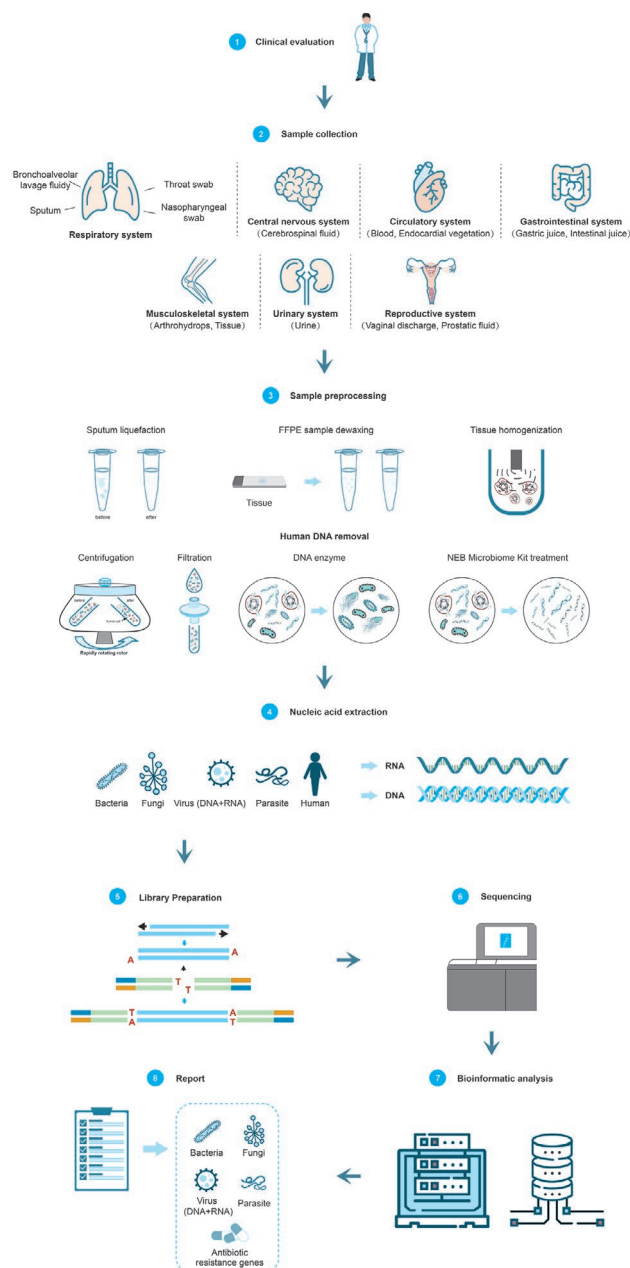 1 Clinical evaluation
2 Sample collection
Bronchoalveolar
lavage fluidy
Sputum
Throat swab
Nasopharyngeal
swab
Respiratory system
Central nervous system
(Cerebrospinal fluid)
Circulatory system
(Blood, Endocardial vegetation)
Gastrointestinal system
(Gastric juice, Intestinal juice)
Musculoskeletal system
(Arthrohydrops, Tissue)
Urinary system
(Urine)
Reproductive system
(Vaginal discharge, Prostatic fluid)
3 Sample preprocessing
Sputum liquefaction
before
after
FFPE sample dewaxing
Tissue
Tissue homogenization
Human DNA removal
Centrifugation
before
after
Rapidly rotating rotor
Filtration
DNA enzyme
NEB Microbiome Kit treatment
4 Nucleic acid extraction
Bacteria
Fungi
Virus (DNA+RNA)
Parasite
Human
RNA
DNA
5 Library Preparation
A
A
T
T
T A
A T
6 Sequencing
7 Bioinformatic analysis
8 Report
Bacteria
Fungi
Virus
(DNA+RNA)
Parasite
Antibiotic
resistance genes